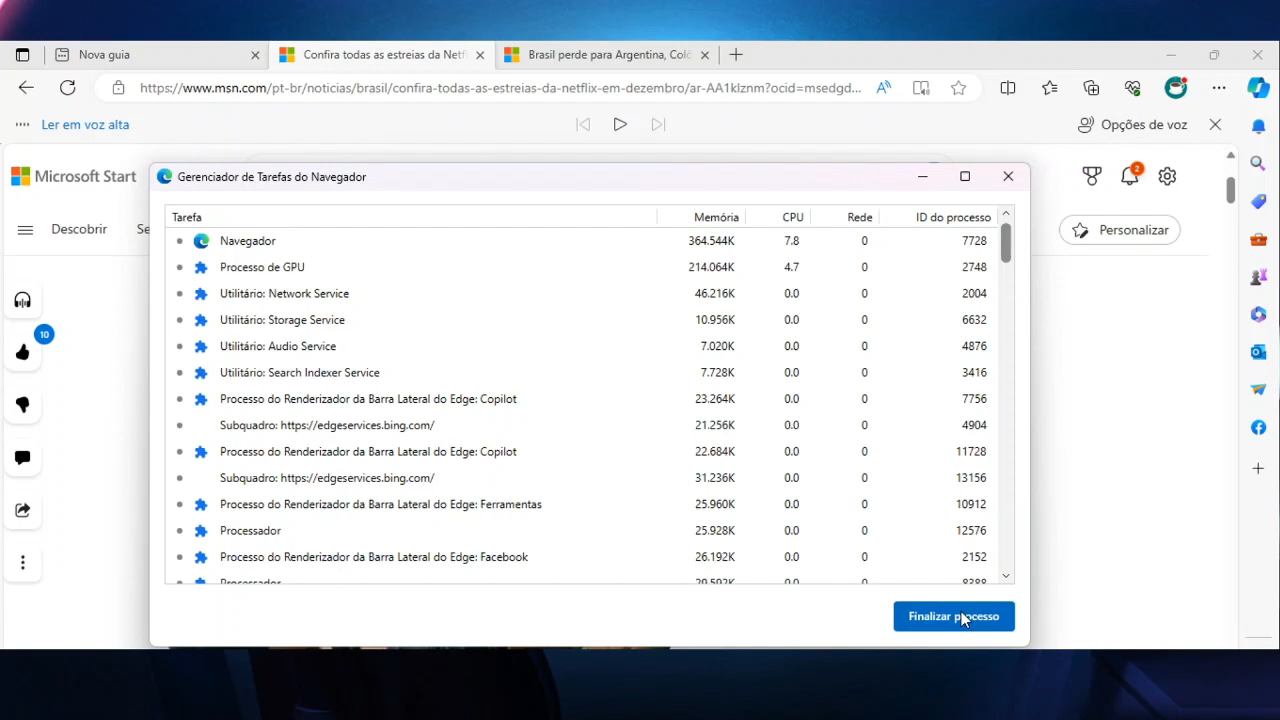 Nova guia
Confira todas as estreias da Netf
Brasil perde para Argentina, Coló
https://www.msn.com/pt-br/noticias/brasil/confira-todas-as-estreias-da-netflix-em-dezembro/ar-AA1klznm?ocid=msedgd...
Ler em voz alta
Opções de voz
Microsoft Start
2
Descobrir
Se
Personalizar
10
Gerenciador de Tarefas do Navegador
Tarefa Memória CPU Rede ID do processo
Navegador 364.544K 7.8 0 7728
Processo de GPU 214.064K 4.7 0 2748
Utilitário: Network Service 46.216K 0.0 0 2004
Utilitário: Storage Service 10.956K 0.0 0 6632
Utilitário: Audio Service 7.020K 0.0 0 4876
Utilitário: Search Indexer Service 7.728K 0.0 0 3416
Processo do Renderizador da Barra Lateral do Edge: Copilot 23.264K 0.0 0 7756
Subquadro: https://edgeservices.bing.com/ 21.256K 0.0 0 4904
Processo do Renderizador da Barra Lateral do Edge: Copilot 22.684K 0.0 0 11728
Subquadro: https://edgeservices.bing.com/ 31.236K 0.0 0 13156
Processo do Renderizador da Barra Lateral do Edge: Ferramentas 25.960K 0.0 0 10912
Processador 25.928K 0.0 0 12576
Processo do Renderizador da Barra Lateral do Edge: Facebook 26.192K 0.0 0 2152
Processador 29.592K 0.0 0 8388
Finalizar processo